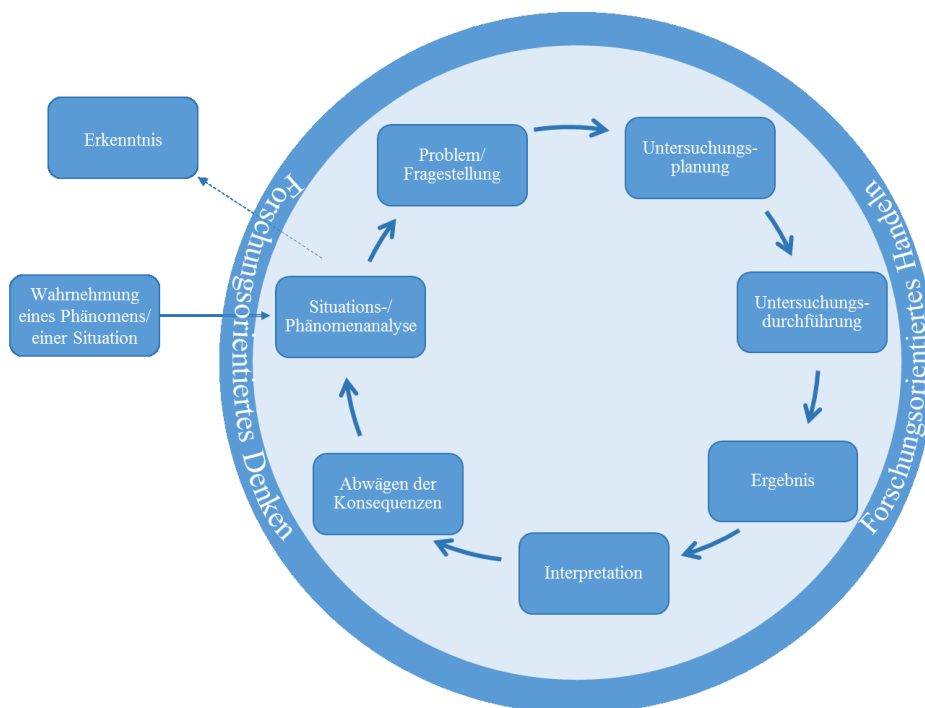 Erkenntnis
Wahrnehmung
eines Phänomens/
einer Situation
Forschungsorientiertes Denken
Situations-/
Phänomenanalyse
Problem/
Fragestellung
Untersuchungs-
planung
Untersuchungs-
durchführung
Ergebnis
Interpretation
Abwägen der
Konsequenzen
Forschungsorientiertes Handeln